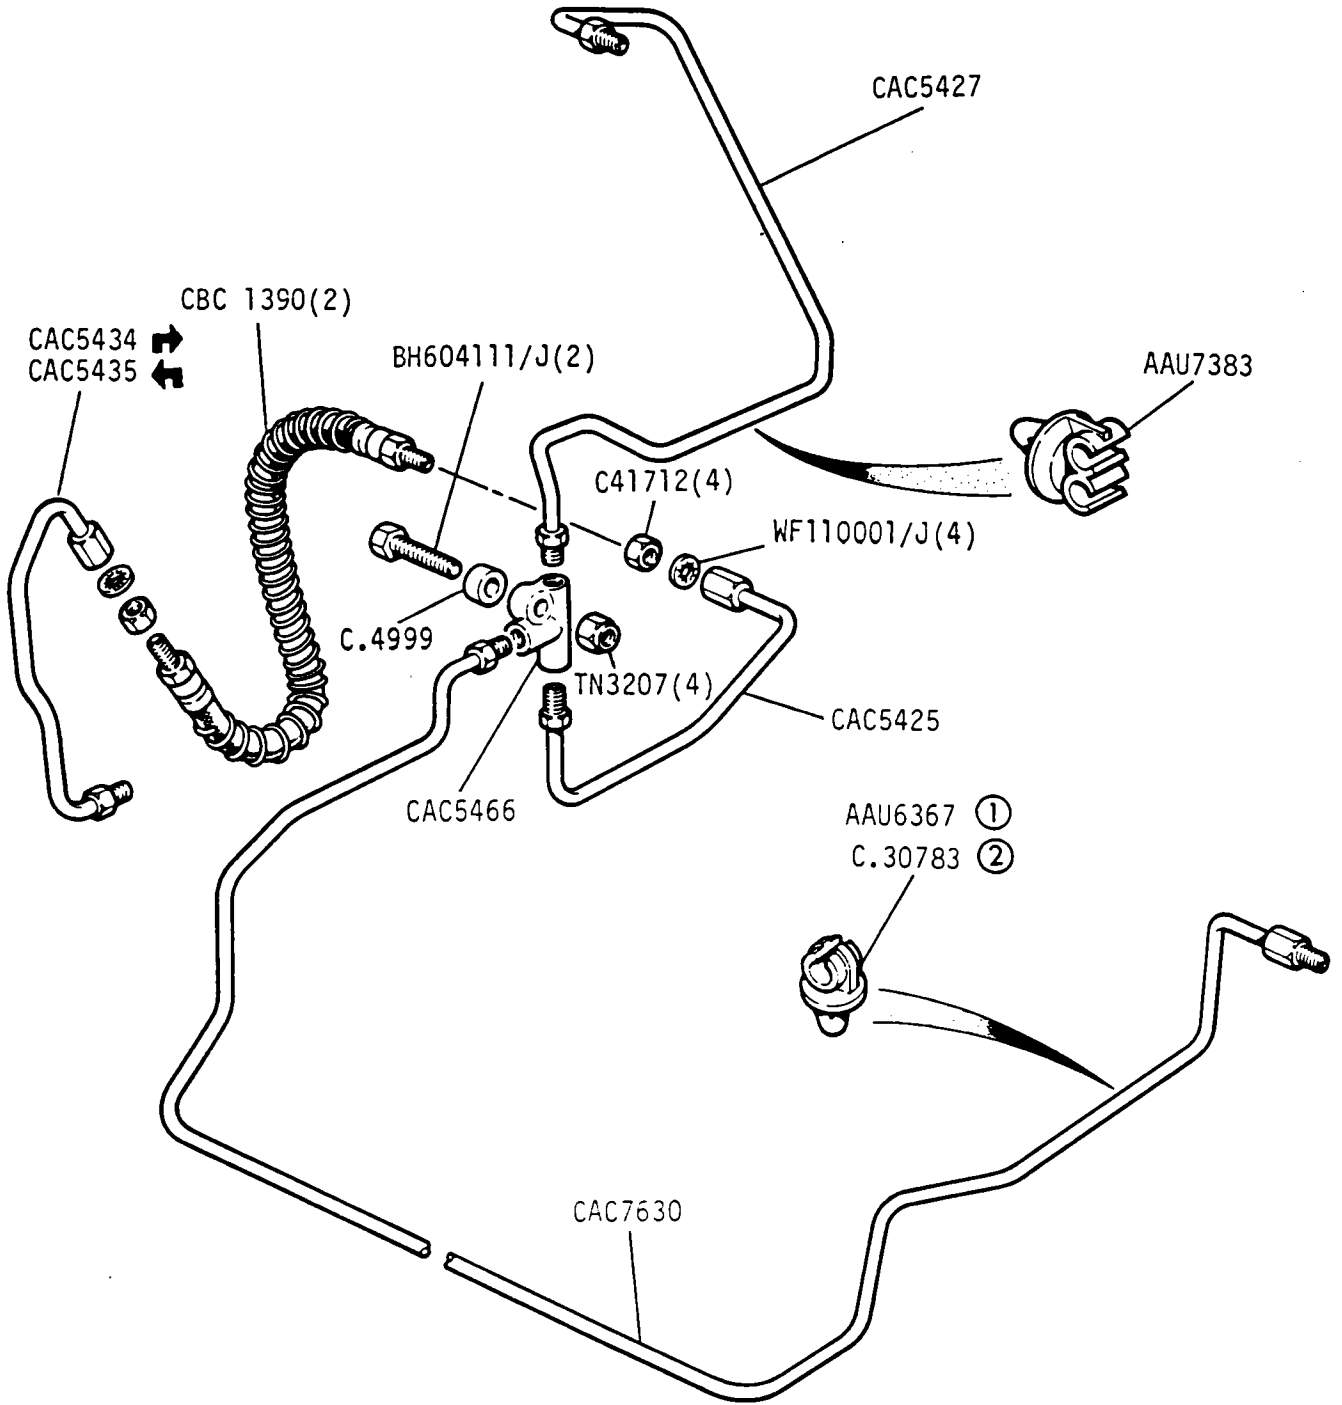 CAC5427
CBC 1390(2)
CAC5434
CAC5435
BH604111/J(2)
AAU7383
C41712(4)
WF110001/J(4)
C.4999
TN3207(4)
CAC5425
CAC5466
AAU6367 ①
C.30783 ②
CAC7630